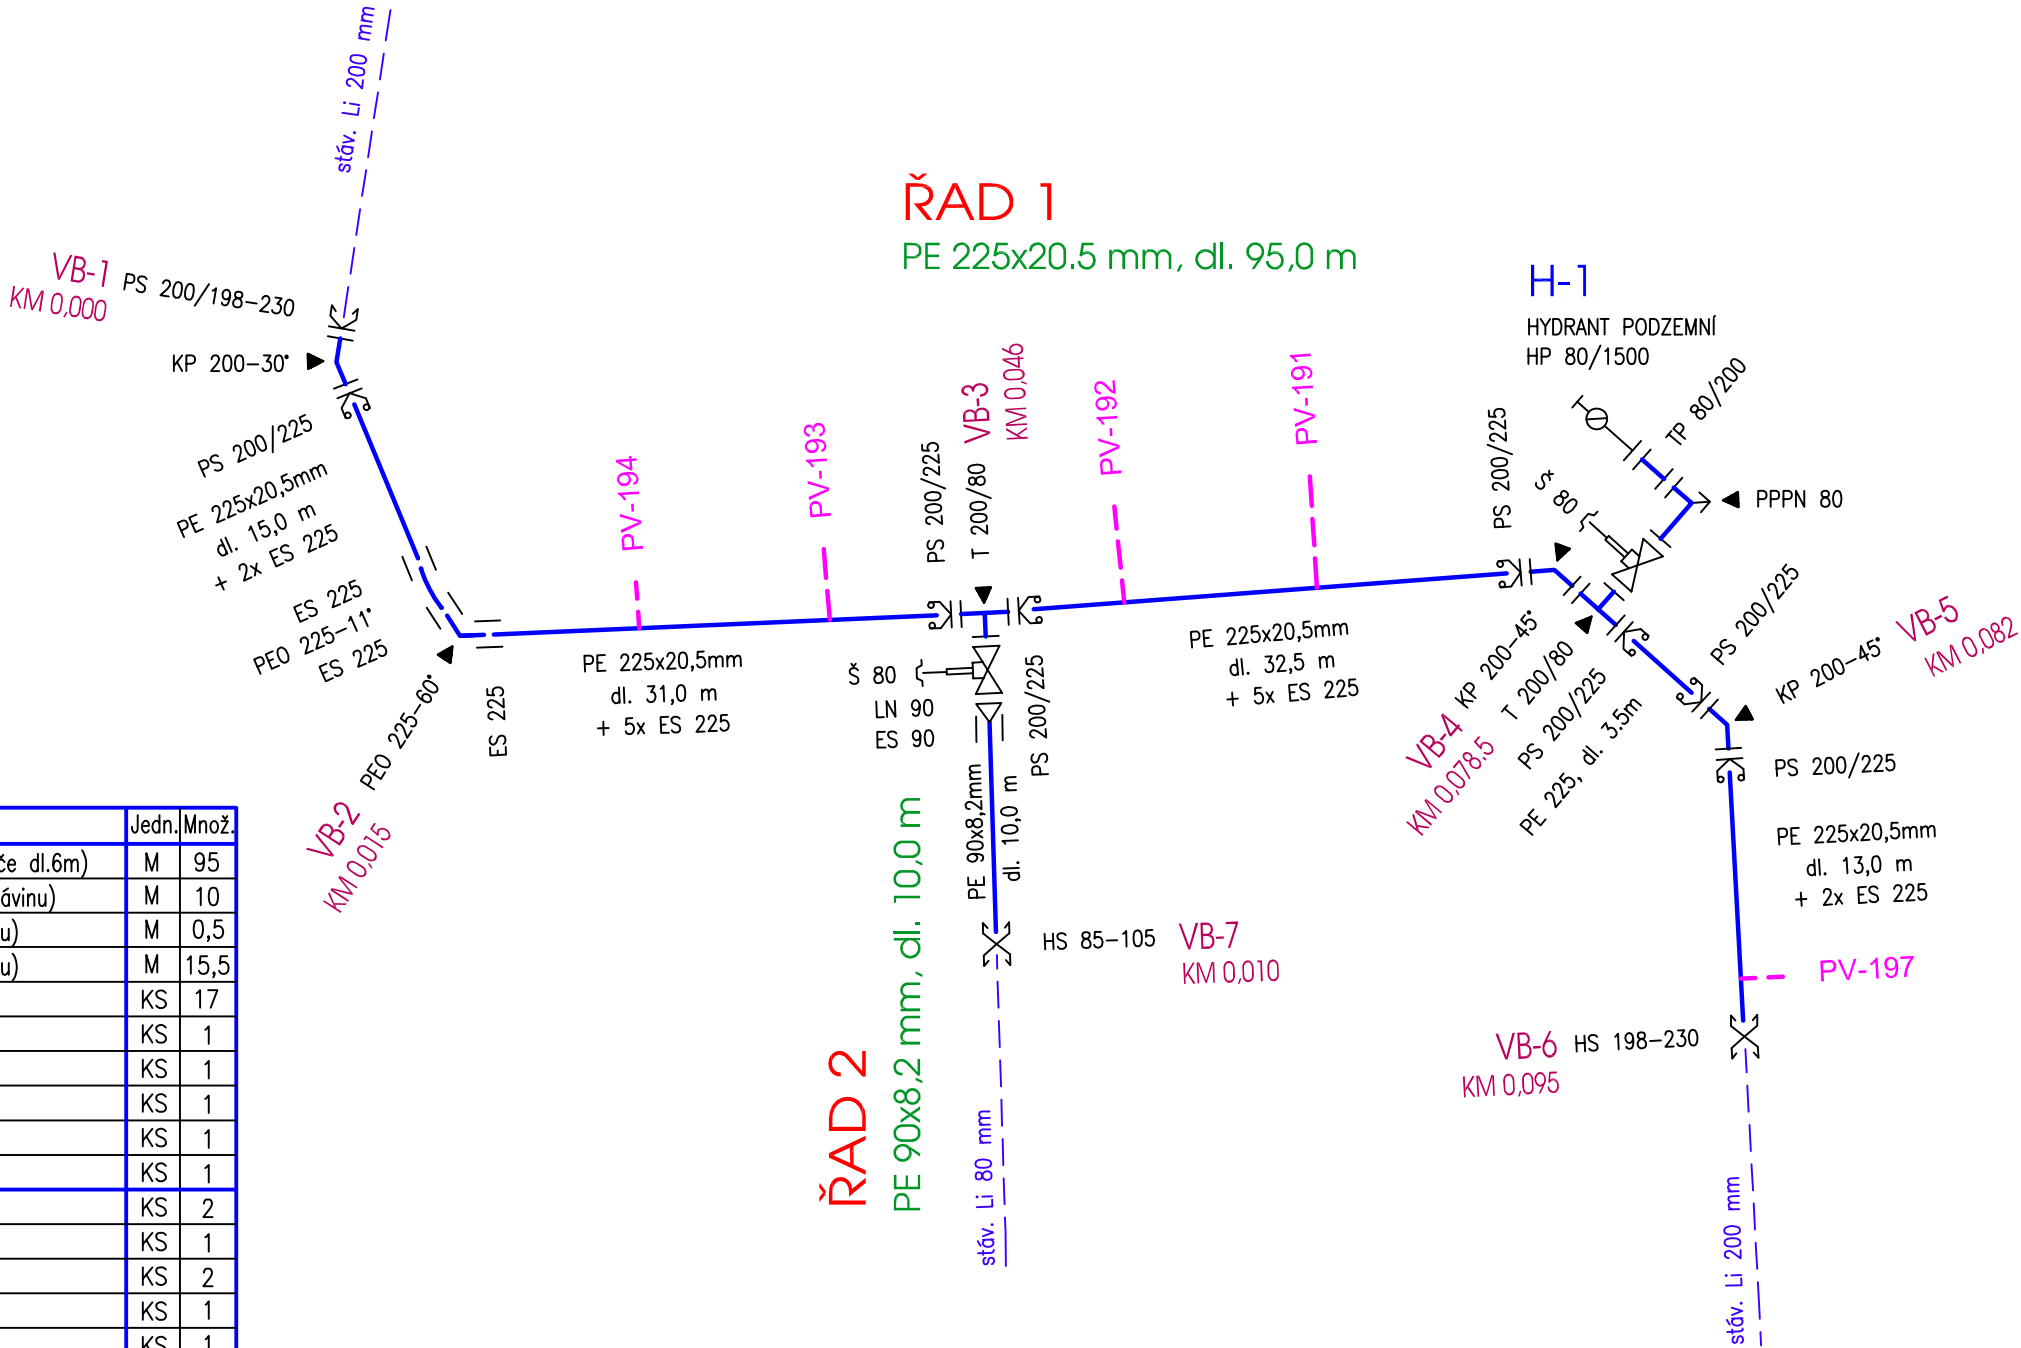 stáv. Li 200 mm
ŘAD 1
PE 225x20.5 mm, dl. 95,0 m
VB-1
KM 0,000
PS 200/198-230
KP 200-30°
PS 200/225
PE 225x20,5mm
dl. 15,0 m
+ 2x ES 225
ES 225
PEO 225-11°
ES 225
VB-2
KM 0,015
PEO 225-60°
ES 225
PV-194
PE 225x20,5mm
dl. 31,0 m
+ 5x ES 225
PV-193
PS 200/225
T 200/80
VB-3
KM 0,046
Š 80
LN 90
ES 90
PS 200/225
PE 90x8,2mm
dl. 10,0 m
ŘAD 2
PE 90x8,2 mm, dl. 10,0 m
HS 85-105
VB-7
KM 0,010
stáv. Li 80 mm
PV-192
PV-191
PE 225x20,5mm
dl. 32,5 m
+ 5x ES 225
H-1
HYDRANT PODZEMNÍ
HP 80/1500
TP 80/200
PPPN 80
Š 80
PS 200/225
KP 200-45°
VB-4
KM 0,078.5
T 200/80
PS 200/225
PE 225, dl. 3.5m
PS 200/225
KP 200-45°
VB-5
KM 0,082
PS 200/225
PE 225x20,5mm
dl. 13,0 m
+ 2x ES 225
PV-197
VB-6
KM 0,095
HS 198-230
stáv. Li 200 mm
Jedn. Množ.
če dl.6m) M 95
ávinu) M 10
u) M 0,5
u) M 15,5
KS 17
KS 1
KS 1
KS 1
KS 1
KS 1
KS 2
KS 1
KS 2
KS 1
KS 1